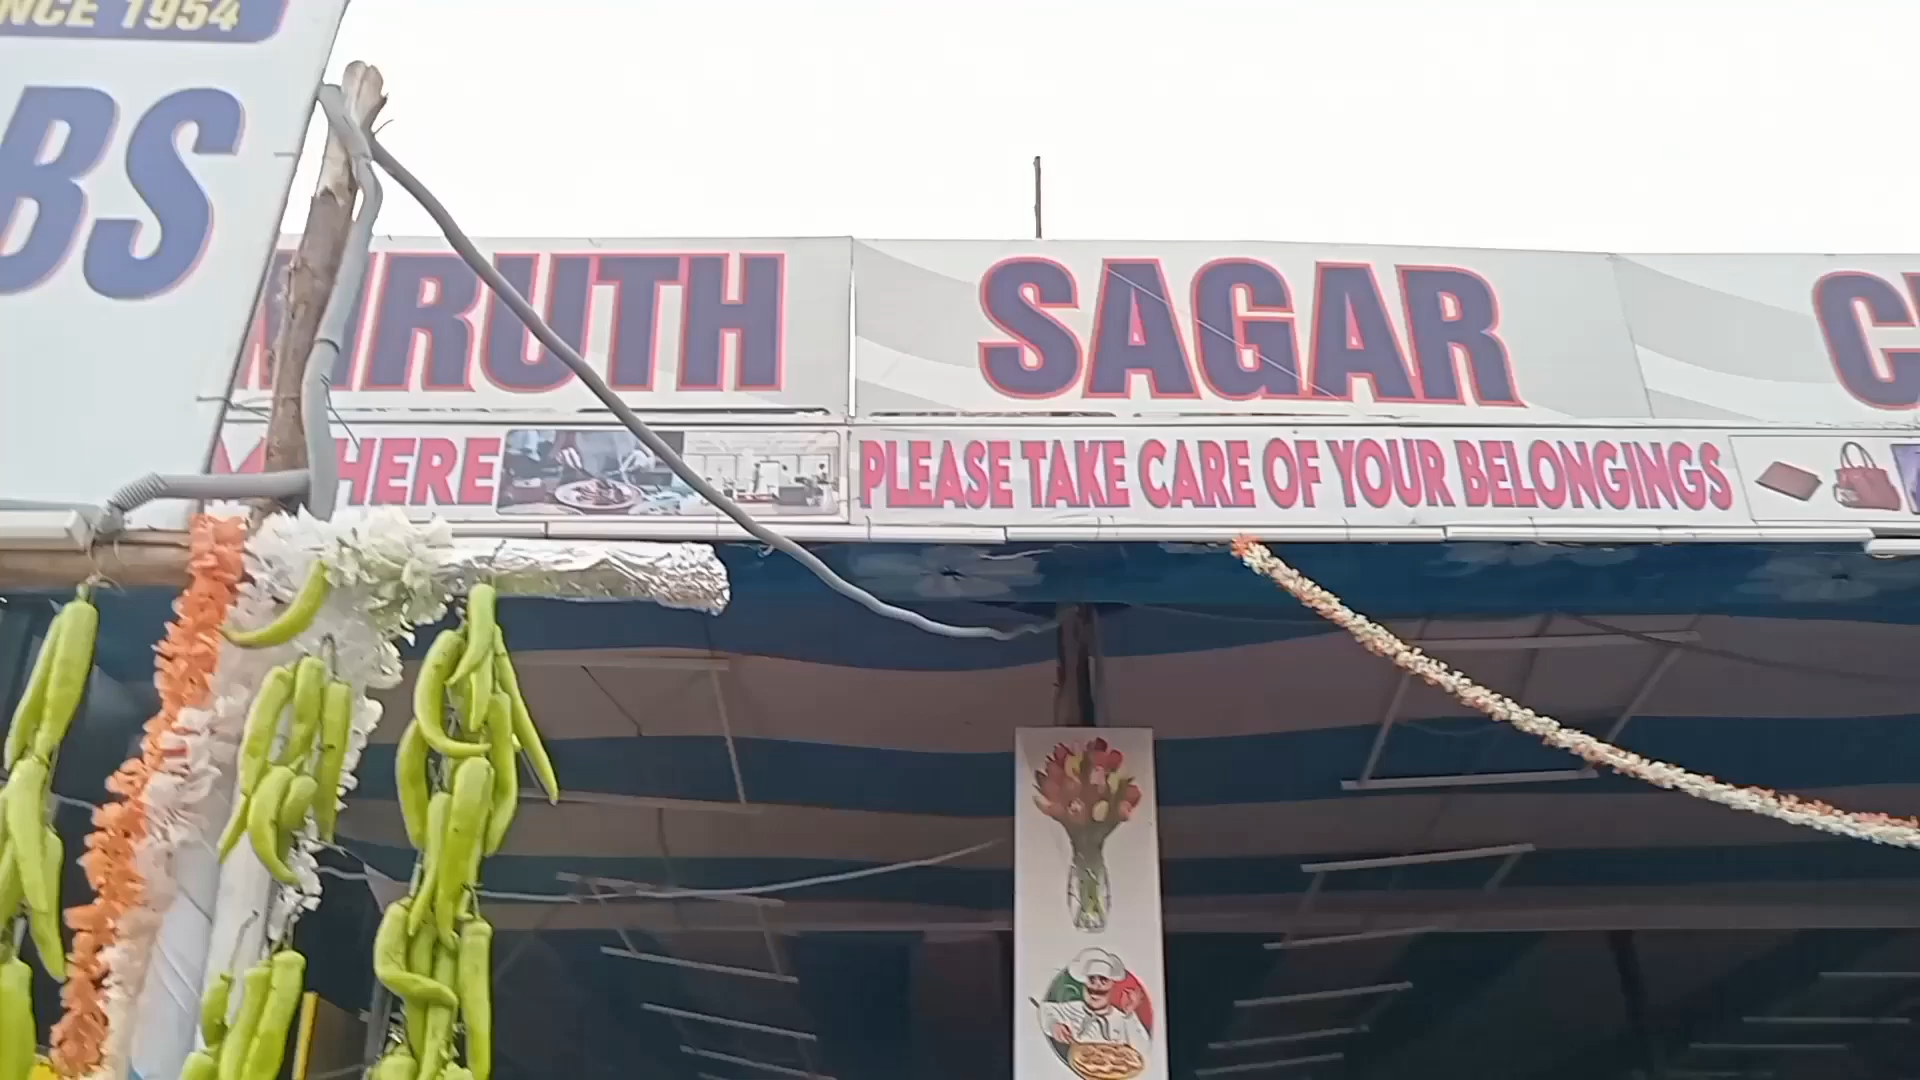 NCE 1954
BS
MRUTH SAGAR C
HERE
PLEASE TAKE CARE OF YOUR BELONGINGS